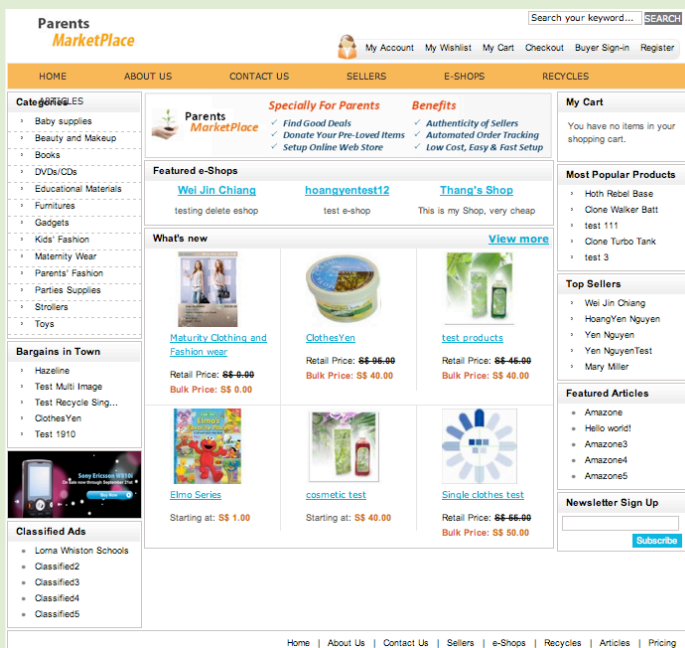 Parents
MarketPlace
Search your keyword...
SEARCH
My Account My Wishlist My Cart Checkout Buyer Sign-in Register
HOME ABOUT US CONTACT US SELLERS E-SHOPS RECYCLES
ARTICLES
Categories
Baby supplies
Beauty and Makeup
Books
DVDs/CDs
Educational Materials
Furnitures
Gadgets
Kids' Fashion
Maternity Wear
Parents' Fashion
Parties Supplies
Strollers
Toys
Bargains in Town
Hazeline
Test Multi Image
Test Recycle Sing...
ClothesYen
Test 1910
Sony Ericsson W910i
On sale now through September 21st
Buy Now
Classified Ads
Lorna Whiston Schools
Classified2
Classified3
Classified4
Classified5
Parents
MarketPlace
Specially For Parents
✓ Find Good Deals
✓ Donate Your Pre-Loved Items
✓ Setup Online Web Store
Benefits
✓ Authenticity of Sellers
✓ Automated Order Tracking
✓ Low Cost, Easy & Fast Setup
Featured e-Shops
Wei Jin Chiang hoangyentest12 Thang's Shop
testing delete eshop test e-shop This is my Shop, very cheap
What's new
View more
Maturity Clothing and
Fashion wear
Retail Price: S$ 0.00
Bulk Price: S$ 0.00
ClothesYen
Retail Price: S$ 95.00
Bulk Price: S$ 40.00
test products
Retail Price: S$ 45.00
Bulk Price: S$ 40.00
Elmo Series
Starting at: S$ 1.00
cosmetic test
Starting at: S$ 40.00
Single clothes test
Retail Price: S$ 55.00
Bulk Price: S$ 50.00
My Cart
You have no items in your
shopping cart.
Most Popular Products
Hoth Rebel Base
Clone Walker Batt
test 111
Clone Turbo Tank
test 3
Top Sellers
Wei Jin Chiang
HoangYen Nguyen
Yen Nguyen
Yen NguyenTest
Mary Miller
Featured Articles
Amazone
Hello world!
Amazone3
Amazone4
Amazone5
Newsletter Sign Up
Subscribe
Home | About Us | Contact Us | Sellers | e-Shops | Recycles | Articles | Pricing